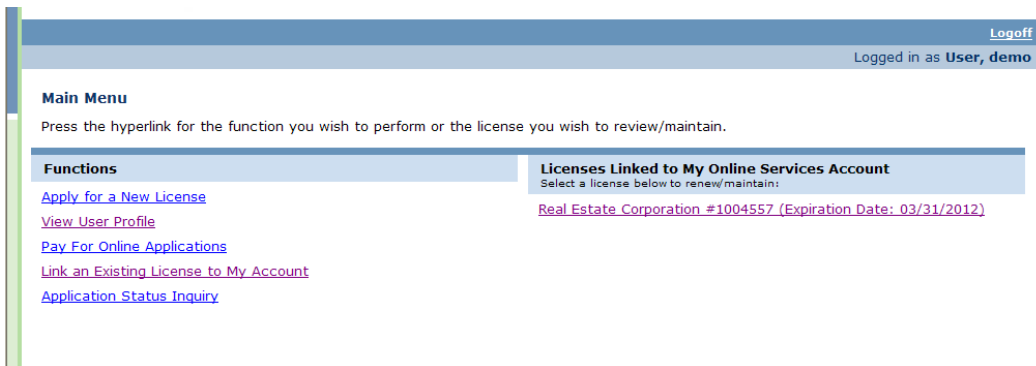 Logoff
Logged in as User, demo
Main Menu
Press the hyperlink for the function you wish to perform or the license you wish to review/maintain.
Functions
Apply for a New License
View User Profile
Pay For Online Applications
Link an Existing License to My Account
Application Status Inquiry
Licenses Linked to My Online Services Account
Select a license below to renew/maintain:
Real Estate Corporation #1004557 (Expiration Date: 03/31/2012)